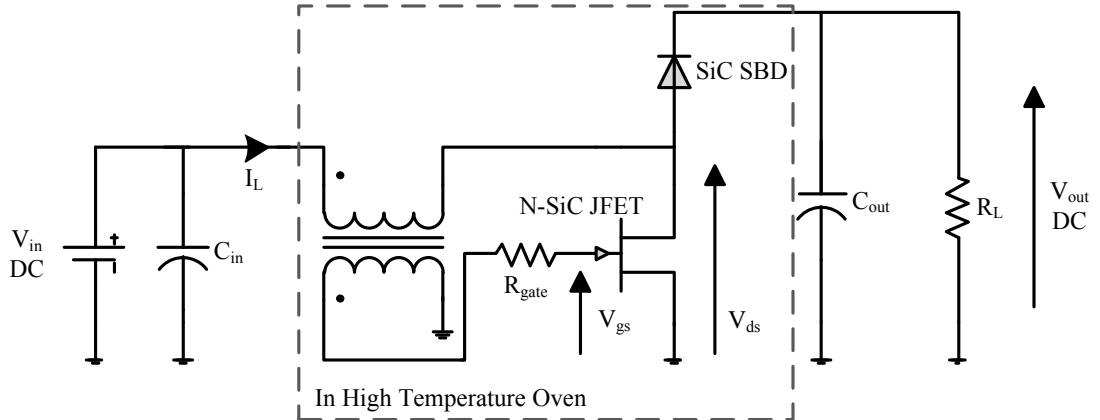 SiC SBD
I_L
N-SiC JFET
V_in
DC
C_in
R_gate
V_gs
V_ds
C_out
R_L
V_out
DC
In High Temperature Oven